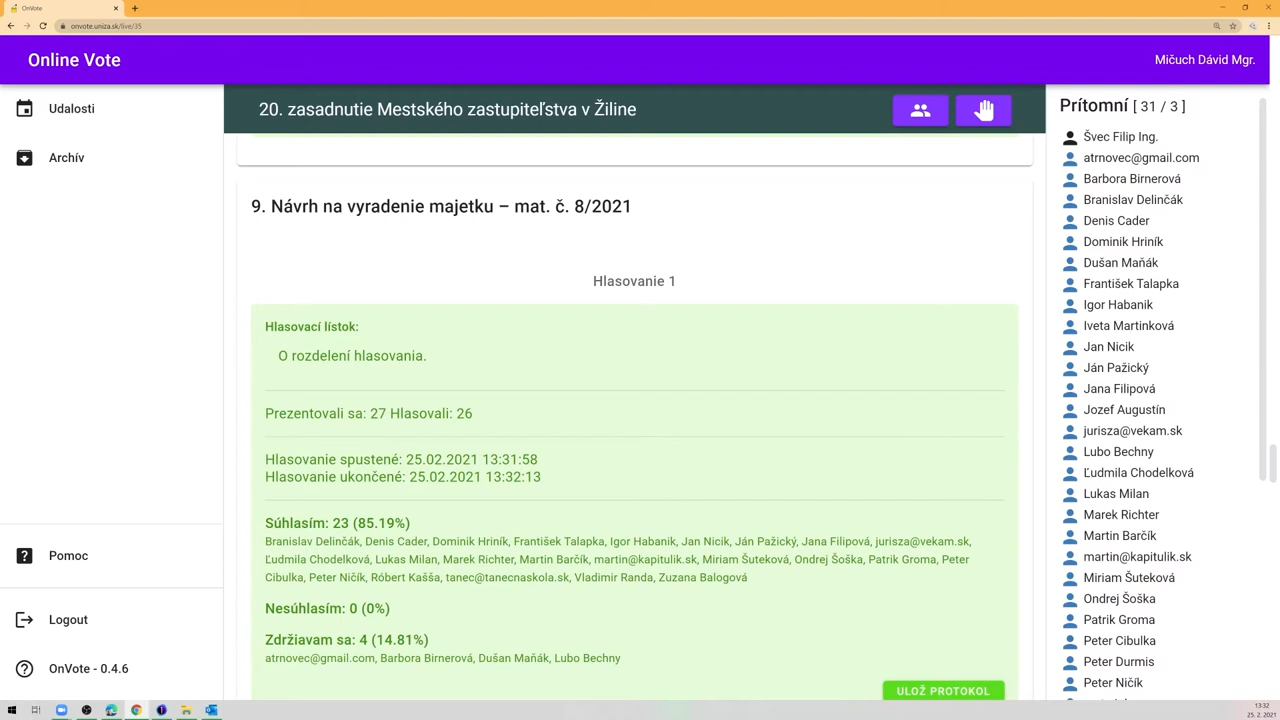 OnVote
onvote.uniza.sk/live/35
Online Vote
Mičuch Dávid Mgr.
Udalosti
Archív
Pomoc
Logout
OnVote - 0.4.6
20. zasadnutie Mestského zastupiteľstva v Žiline
9. Návrh na vyradenie majetku – mat. č. 8/2021
Hlasovanie 1
Hlasovací lístok:
O rozdelení hlasovania.
Prezentovali sa: 27 Hlasovali: 26
Hlasovanie spustené: 25.02.2021 13:31:58
Hlasovanie ukončené: 25.02.2021 13:32:13
Súhlasím: 23 (85.19%)
Branislav Delinčák, Denis Cader, Dominik Hriník, František Talapka, Igor Habanik, Jan Nicik, Ján Pažický, Jana Filipová, jurisza@vekam.sk,
Ľudmila Chodelková, Lukas Milan, Marek Richter, Martin Barčík, martin@kapitulik.sk, Miriam Šuteková, Ondrej Šoška, Patrik Groma, Peter
Cibulka, Peter Ničík, Róbert Kašša, tanec@tanecnaskola.sk, Vladimir Randa, Zuzana Balogová
Nesúhlasím: 0 (0%)
Zdržiavam sa: 4 (14.81%)
atrnovec@gmail.com, Barbora Birnerová, Dušan Maňák, Lubo Bechny
ULOŽ PROTOKOL
Prítomní [ 31 / 3 ]
Švec Filip Ing.
atrnovec@gmail.com
Barbora Birnerová
Branislav Delinčák
Denis Cader
Dominik Hriník
Dušan Maňák
František Talapka
Igor Habanik
Iveta Martinková
Jan Nicik
Ján Pažický
Jana Filipová
Jozef Augustín
jurisza@vekam.sk
Lubo Bechny
Ľudmila Chodelková
Lukas Milan
Marek Richter
Martin Barčík
martin@kapitulik.sk
Miriam Šuteková
Ondrej Šoška
Patrik Groma
Peter Cibulka
Peter Durmis
Peter Ničík
13:32
25. 2. 2021